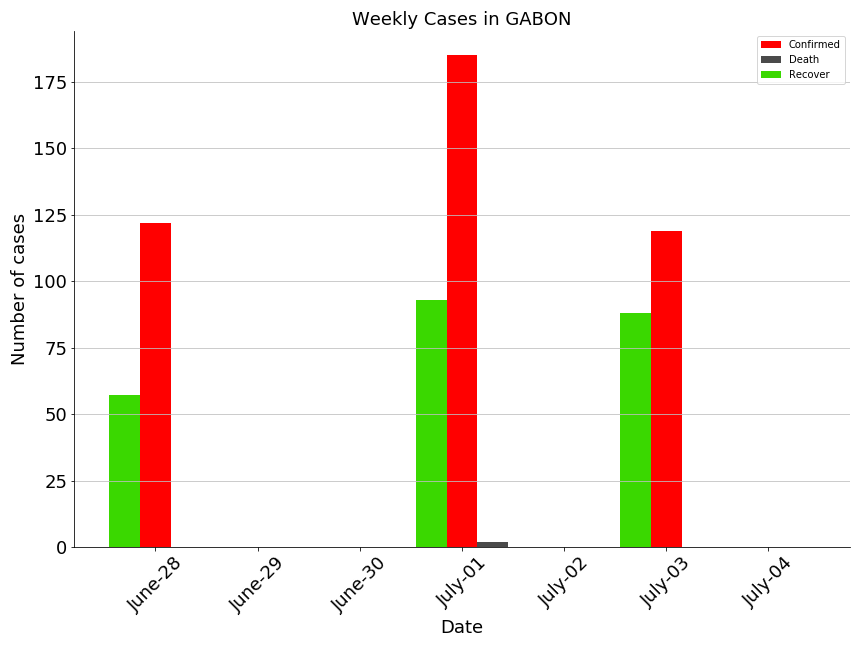 Weekly Cases in GABON
Confirmed
Death
Recover
Number of cases
175
150
125
100
75
50
25
0
June-28
June-29
June-30
July-01
July-02
July-03
July-04
Date